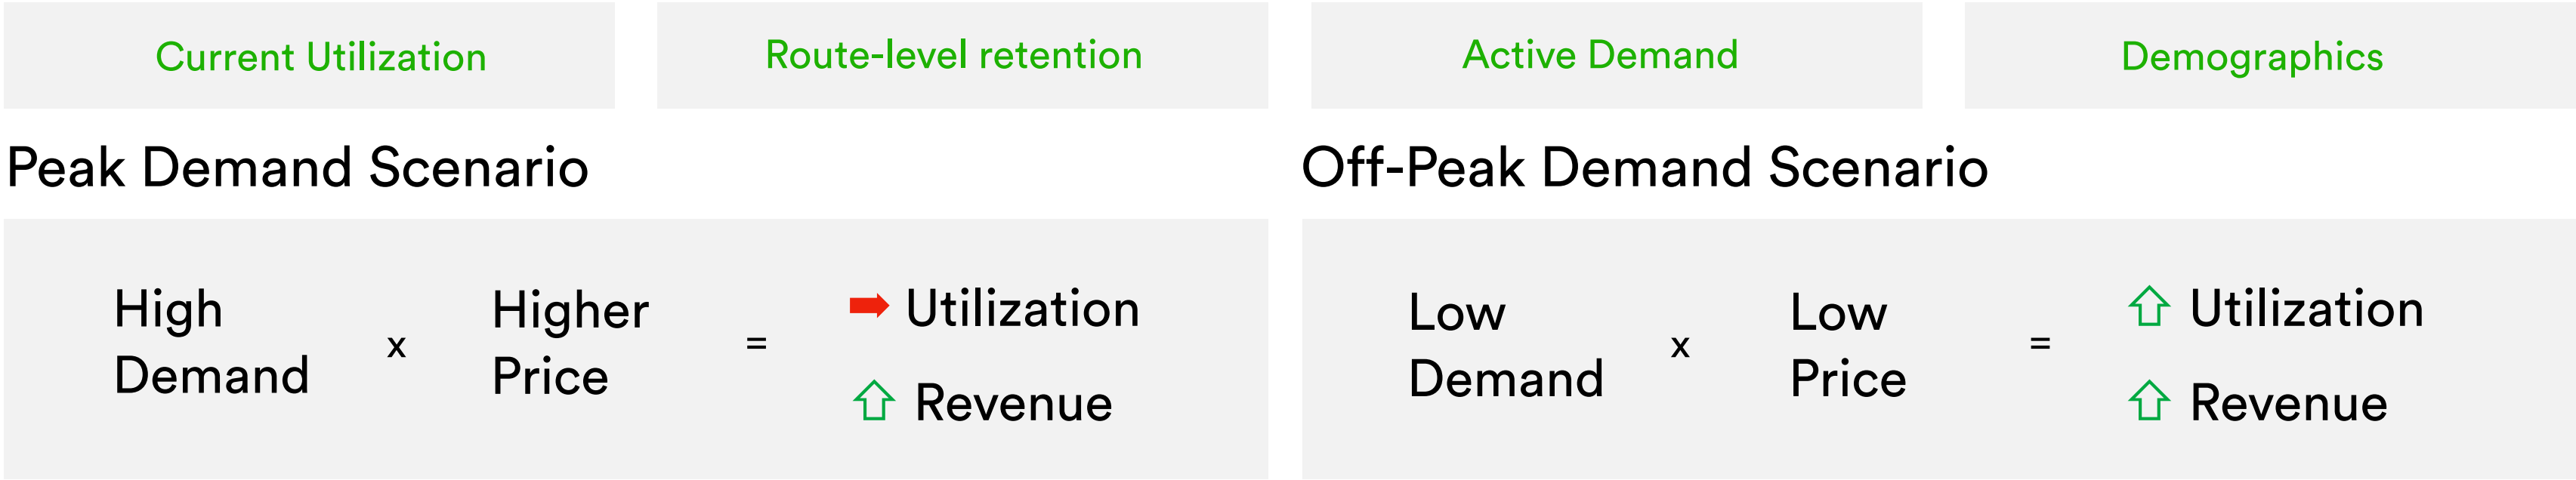 Current Utilization
Route-level retention
Active Demand
Demographics
Peak Demand Scenario
High
Demand
x
Higher
Price
=
Utilization
Revenue
Off-Peak Demand Scenario
Low
Demand
x
Low
Price
=
Utilization
Revenue